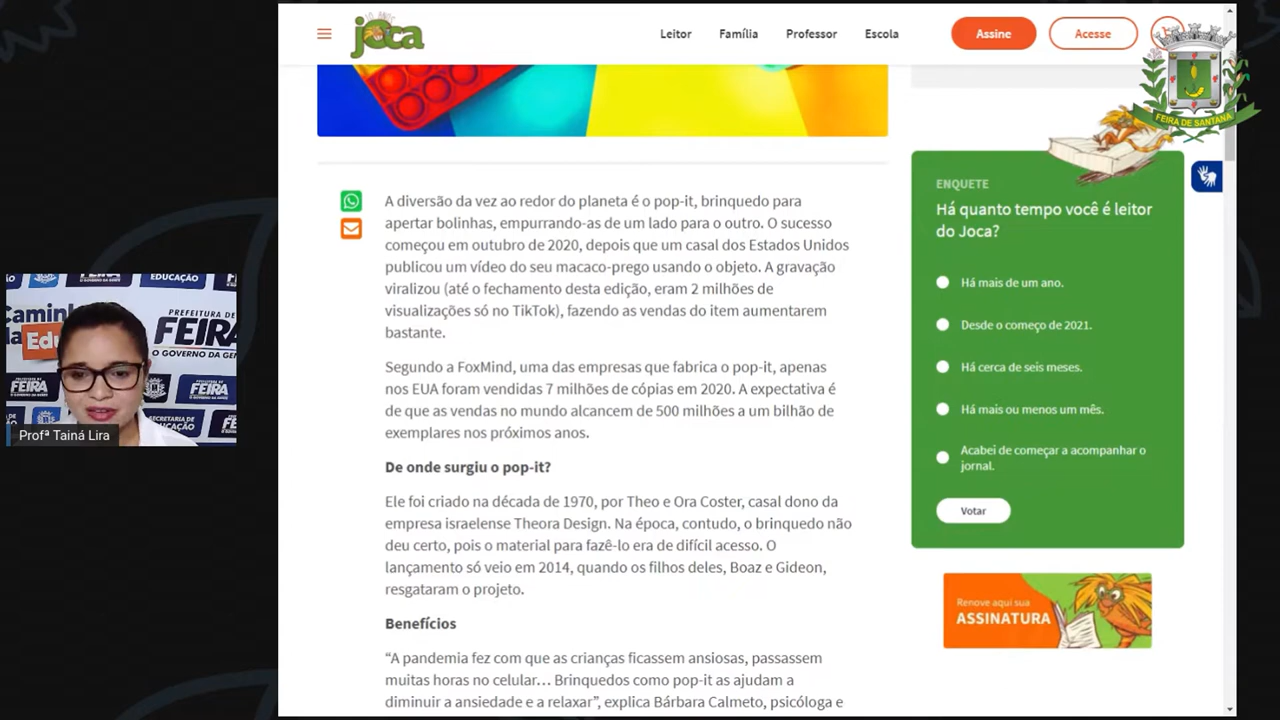 joca
Leitor
Família
Professor
Escola
Assine
Acesse
FEIRA DE SANTANA
A diversão da vez ao redor do planeta é o pop-it, brinquedo para
apertar bolinhas, empurrando-as de um lado para o outro. O sucesso
começou em outubro de 2020, depois que um casal dos Estados Unidos
publicou um vídeo do seu macaco-prego usando o objeto. A gravação
viralizou (até o fechamento desta edição, eram 2 milhões de
visualizações só no TikTok), fazendo as vendas do item aumentarem
bastante.
Segundo a FoxMind, uma das empresas que fabrica o pop-it, apenas
nos EUA foram vendidas 7 milhões de cópias em 2020. A expectativa é
de que as vendas no mundo alcancem de 500 milhões a um bilhão de
exemplares nos próximos anos.
De onde surgiu o pop-it?
Ele foi criado na década de 1970, por Theo e Ora Coster, casal dono da
empresa israelense Theora Design. Na época, contudo, o brinquedo não
deu certo, pois o material para fazê-lo era de difícil acesso. O
lançamento só veio em 2014, quando os filhos deles, Boaz e Gideon,
resgataram o projeto.
Benefícios
“A pandemia fez com que as crianças ficassem ansiosas, passassem
muitas horas no celular… Brinquedos como pop-it as ajudam a
diminuir a ansiedade e a relaxar”, explica Bárbara Calmeto, psicóloga e
ENQUETE
Há quanto tempo você é leitor
do Joca?
Há mais de um ano.
Desde o começo de 2021.
Há cerca de seis meses.
Há mais ou menos um mês.
Acabei de começar a acompanhar o
jornal.
Votar
Renove aqui sua
ASSINATURA
FEIRA
EDUCAÇÃO
Caminh
da Edu
PREFEITURA DE
FEIRA
O GOVERNO DA GEN
FEIRA
FEIRA
SECRETARIA DE
EDUCAÇÃO
Profª Tainá Lira